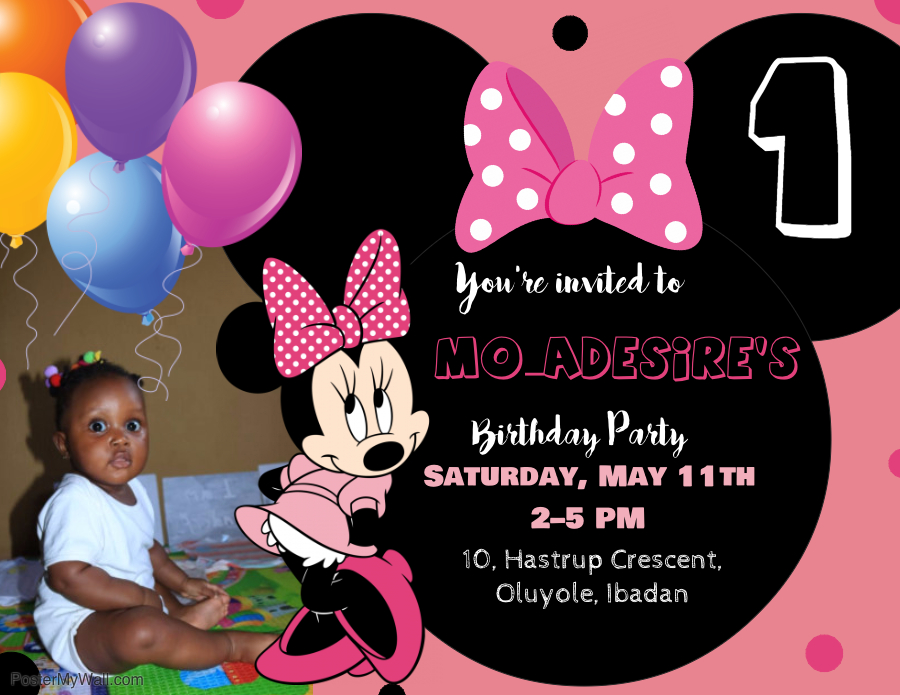 1
You're invited to
MO_ADESIRE'S
Birthday Party
SATURDAY, MAY 11TH
2–5 PM
10, Hastrup Crescent,
Oluyole, Ibadan
PosterMyWall.com